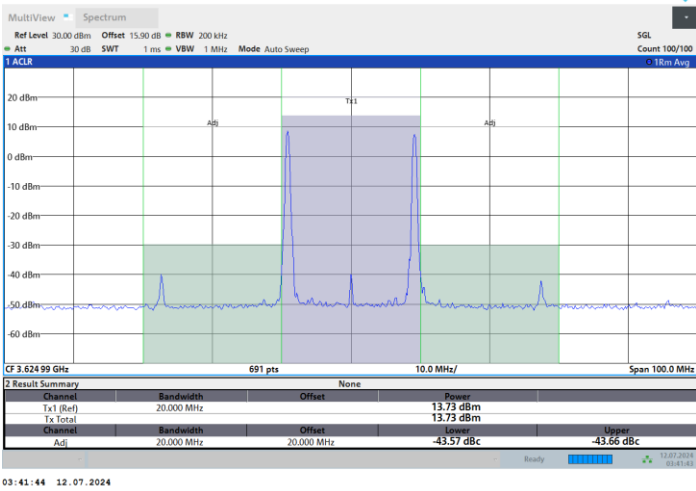 MultiView Spectrum
Ref Level 30.00 dBm Offset 15.90 dB RBW 200 kHz SGL
Att 30 dB SWT 1 ms VBW 1 MHz Mode Auto Sweep Count 100/100
1 ACLR 1Rm Avg
20 dBm
Tx1
10 dBm Adj Adj
0 dBm
-10 dBm
-20 dBm
-30 dBm
-40 dBm
-50 dBm
-60 dBm
CF 3.624 99 GHz 691 pts 10.0 MHz/ Span 100.0 MHz
2 Result Summary None
Channel Bandwidth Offset Power
Tx1 (Ref) 20.000 MHz 13.73 dBm
Tx Total 13.73 dBm
Channel Bandwidth Offset Lower Upper
Adj 20.000 MHz 20.000 MHz -43.57 dBc -43.66 dBc
Ready 12.07.2024
03:41:43
03:41:44 12.07.2024